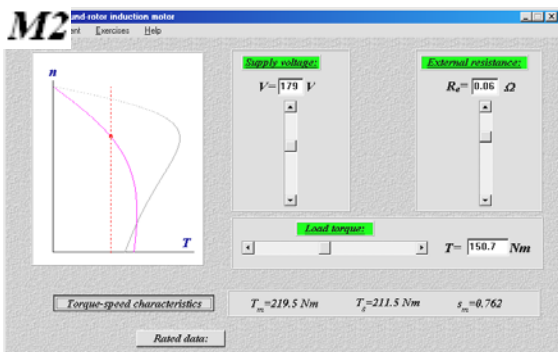 M2
und-rotor induction motor
ent Exercises Help
n
T
Supply voltage:
V= 179 V
External resistance:
Re= 0.06 Ω
Load torque:
T= 150.7 Nm
Torque-speed characteristics
Tm=219.5 Nm Ts=211.5 Nm sm=0.762
Rated data: